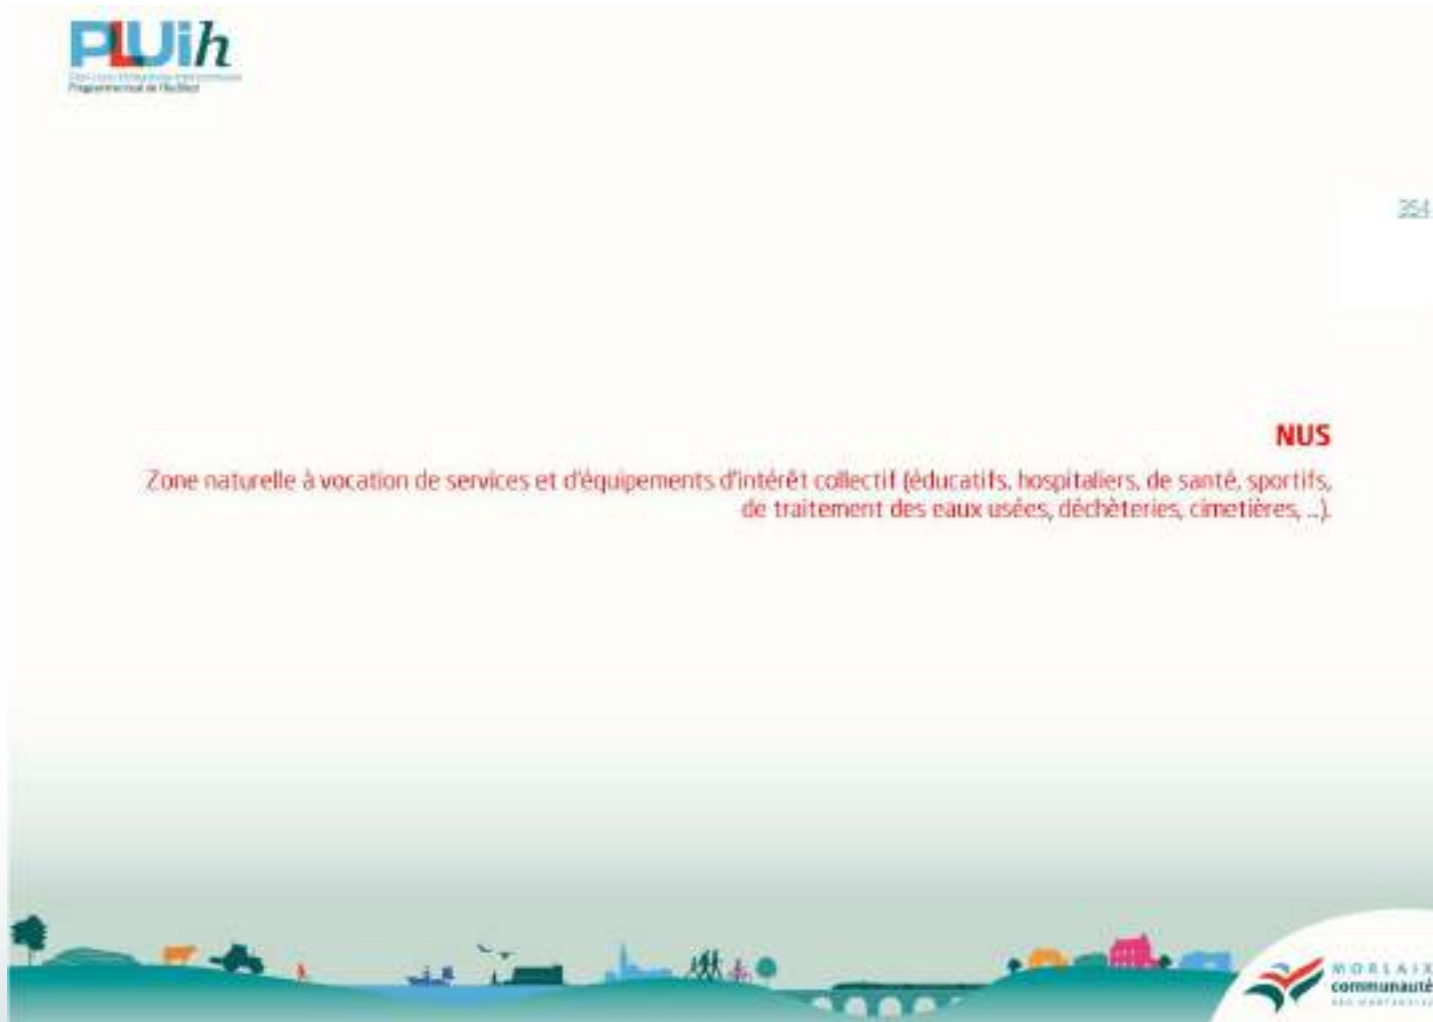 PLUih
354
NUS
Zone naturelle à vocation de services et d'équipements d'intérêt collectif (éducatifs, hospitaliers, de santé, sportifs,
de traitement des eaux usées, déchèteries, cimetières, ...).
MORLAIX
communauté